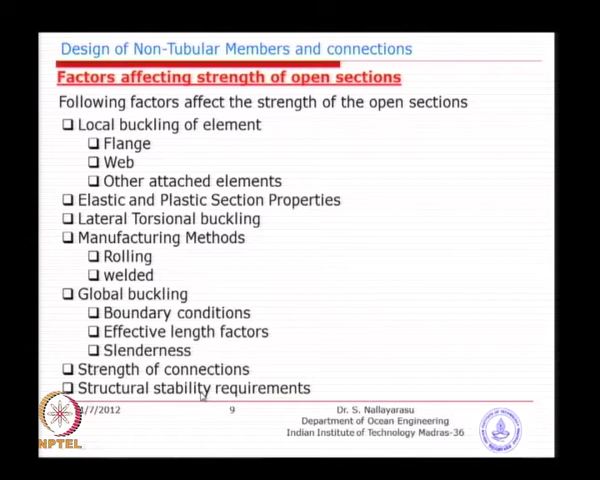 Design of Non-Tubular Members and connections
Factors affecting strength of open sections
Following factors affect the strength of the open sections
❑ Local buckling of element
❑ Flange
❑ Web
❑ Other attached elements
❑ Elastic and Plastic Section Properties
❑ Lateral Torsional buckling
❑ Manufacturing Methods
❑ Rolling
❑ welded
❑ Global buckling
❑ Boundary conditions
❑ Effective length factors
❑ Slenderness
❑ Strength of connections
❑ Structural stability requirements
/7/2012
9
Dr. S. Nallayarasu
Department of Ocean Engineering
Indian Institute of Technology Madras-36
NPTEL